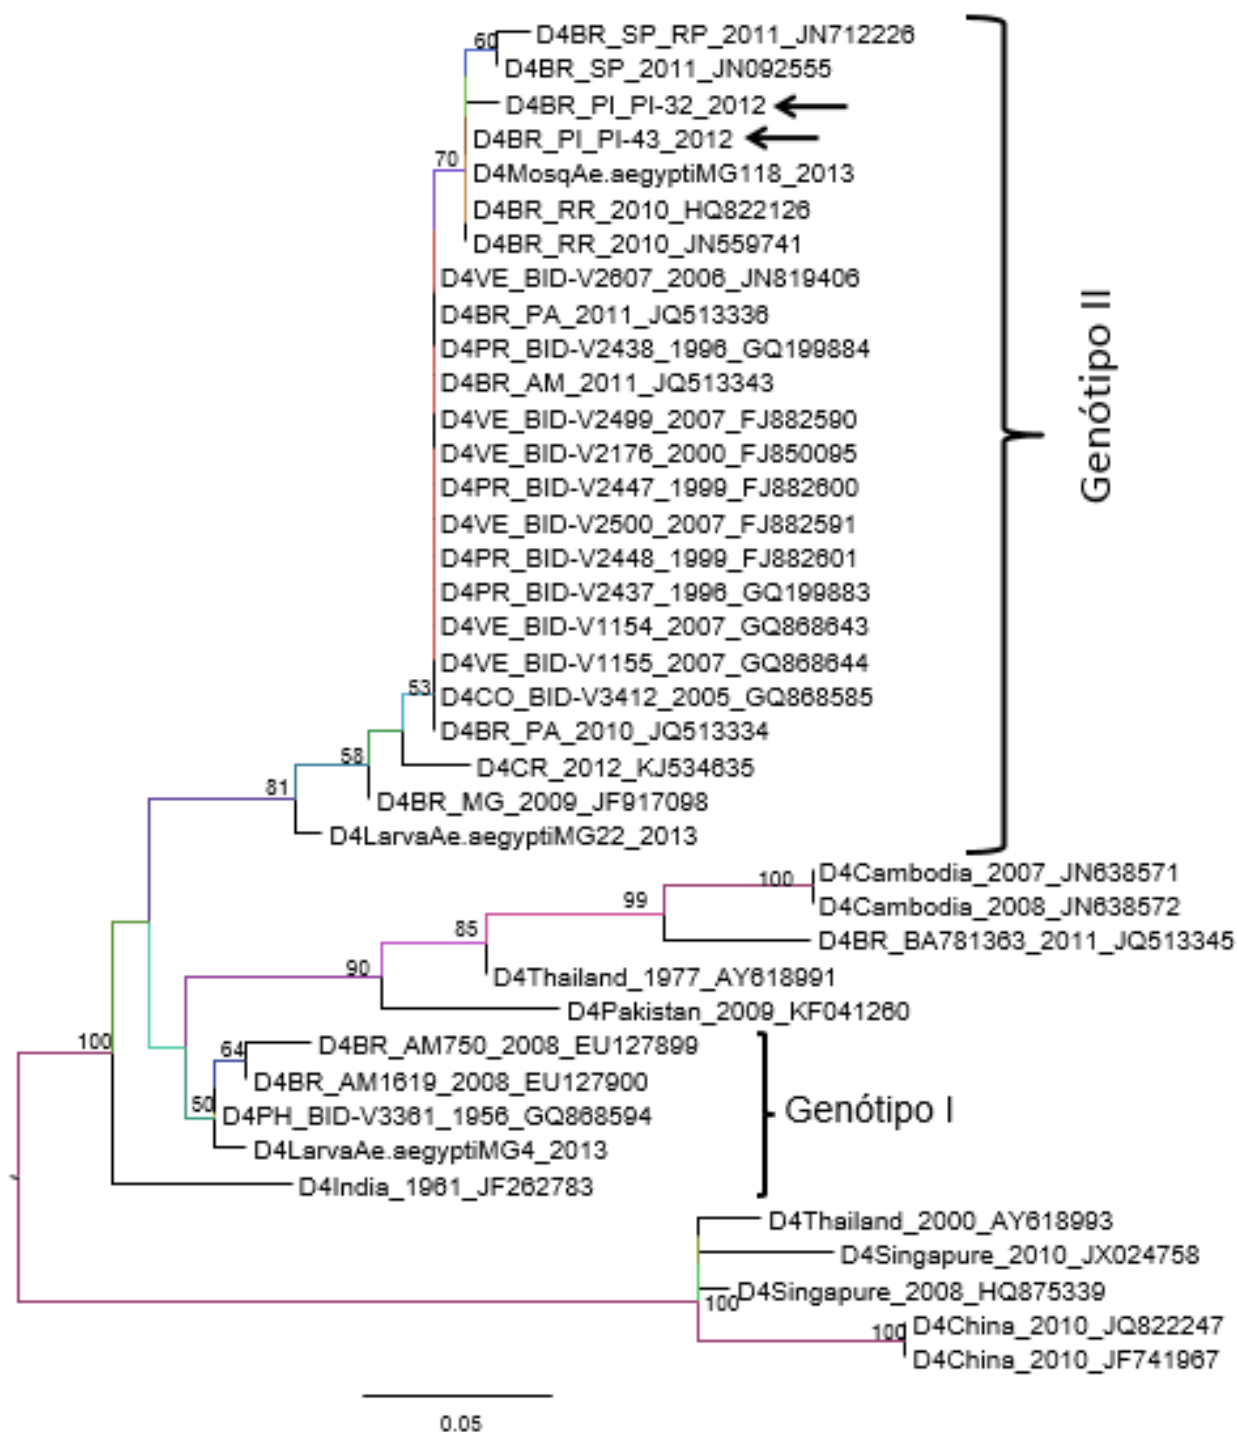 60
D4BR_SP_RP_2011_JN712226
D4BR_SP_2011_JN092555
D4BR_PI_PI-32_2012
D4BR_PI_PI-43_2012
70
D4MosqAe.aegyptiMG118_2013
D4BR_RR_2010_HQ822126
D4BR_RR_2010_JN559741
D4VE_BID-V2607_2006_JN819406
D4BR_PA_2011_JQ513336
D4PR_BID-V2438_1996_GQ199884
D4BR_AM_2011_JQ513343
D4VE_BID-V2499_2007_FJ882590
D4VE_BID-V2176_2000_FJ850095
D4PR_BID-V2447_1999_FJ882600
D4VE_BID-V2500_2007_FJ882591
D4PR_BID-V2448_1999_FJ882601
D4PR_BID-V2437_1996_GQ199883
D4VE_BID-V1154_2007_GQ868643
D4VE_BID-V1155_2007_GQ868644
53
D4CO_BID-V3412_2005_GQ868585
D4BR_PA_2010_JQ513334
58
D4CR_2012_KJ534635
81
D4BR_MG_2009_JF917098
D4LarvaAe.aegyptiMG22_2013
Genótipo II
100
D4Cambodia_2007_JN638571
99
D4Cambodia_2008_JN638572
85
D4BR_BA781363_2011_JQ513345
90
D4Thailand_1977_AY618991
D4Pakistan_2009_KF041260
100
64
D4BR_AM750_2008_EU127899
D4BR_AM1619_2008_EU127900
50
D4PH_BID-V3361_1956_GQ868594
D4LarvaAe.aegyptiMG4_2013
Genótipo I
D4India_1961_JF262783
D4Thailand_2000_AY618993
D4Singapure_2010_JX024758
D4Singapure_2008_HQ875339
100
100
D4China_2010_JQ822247
D4China_2010_JF741967
0.05